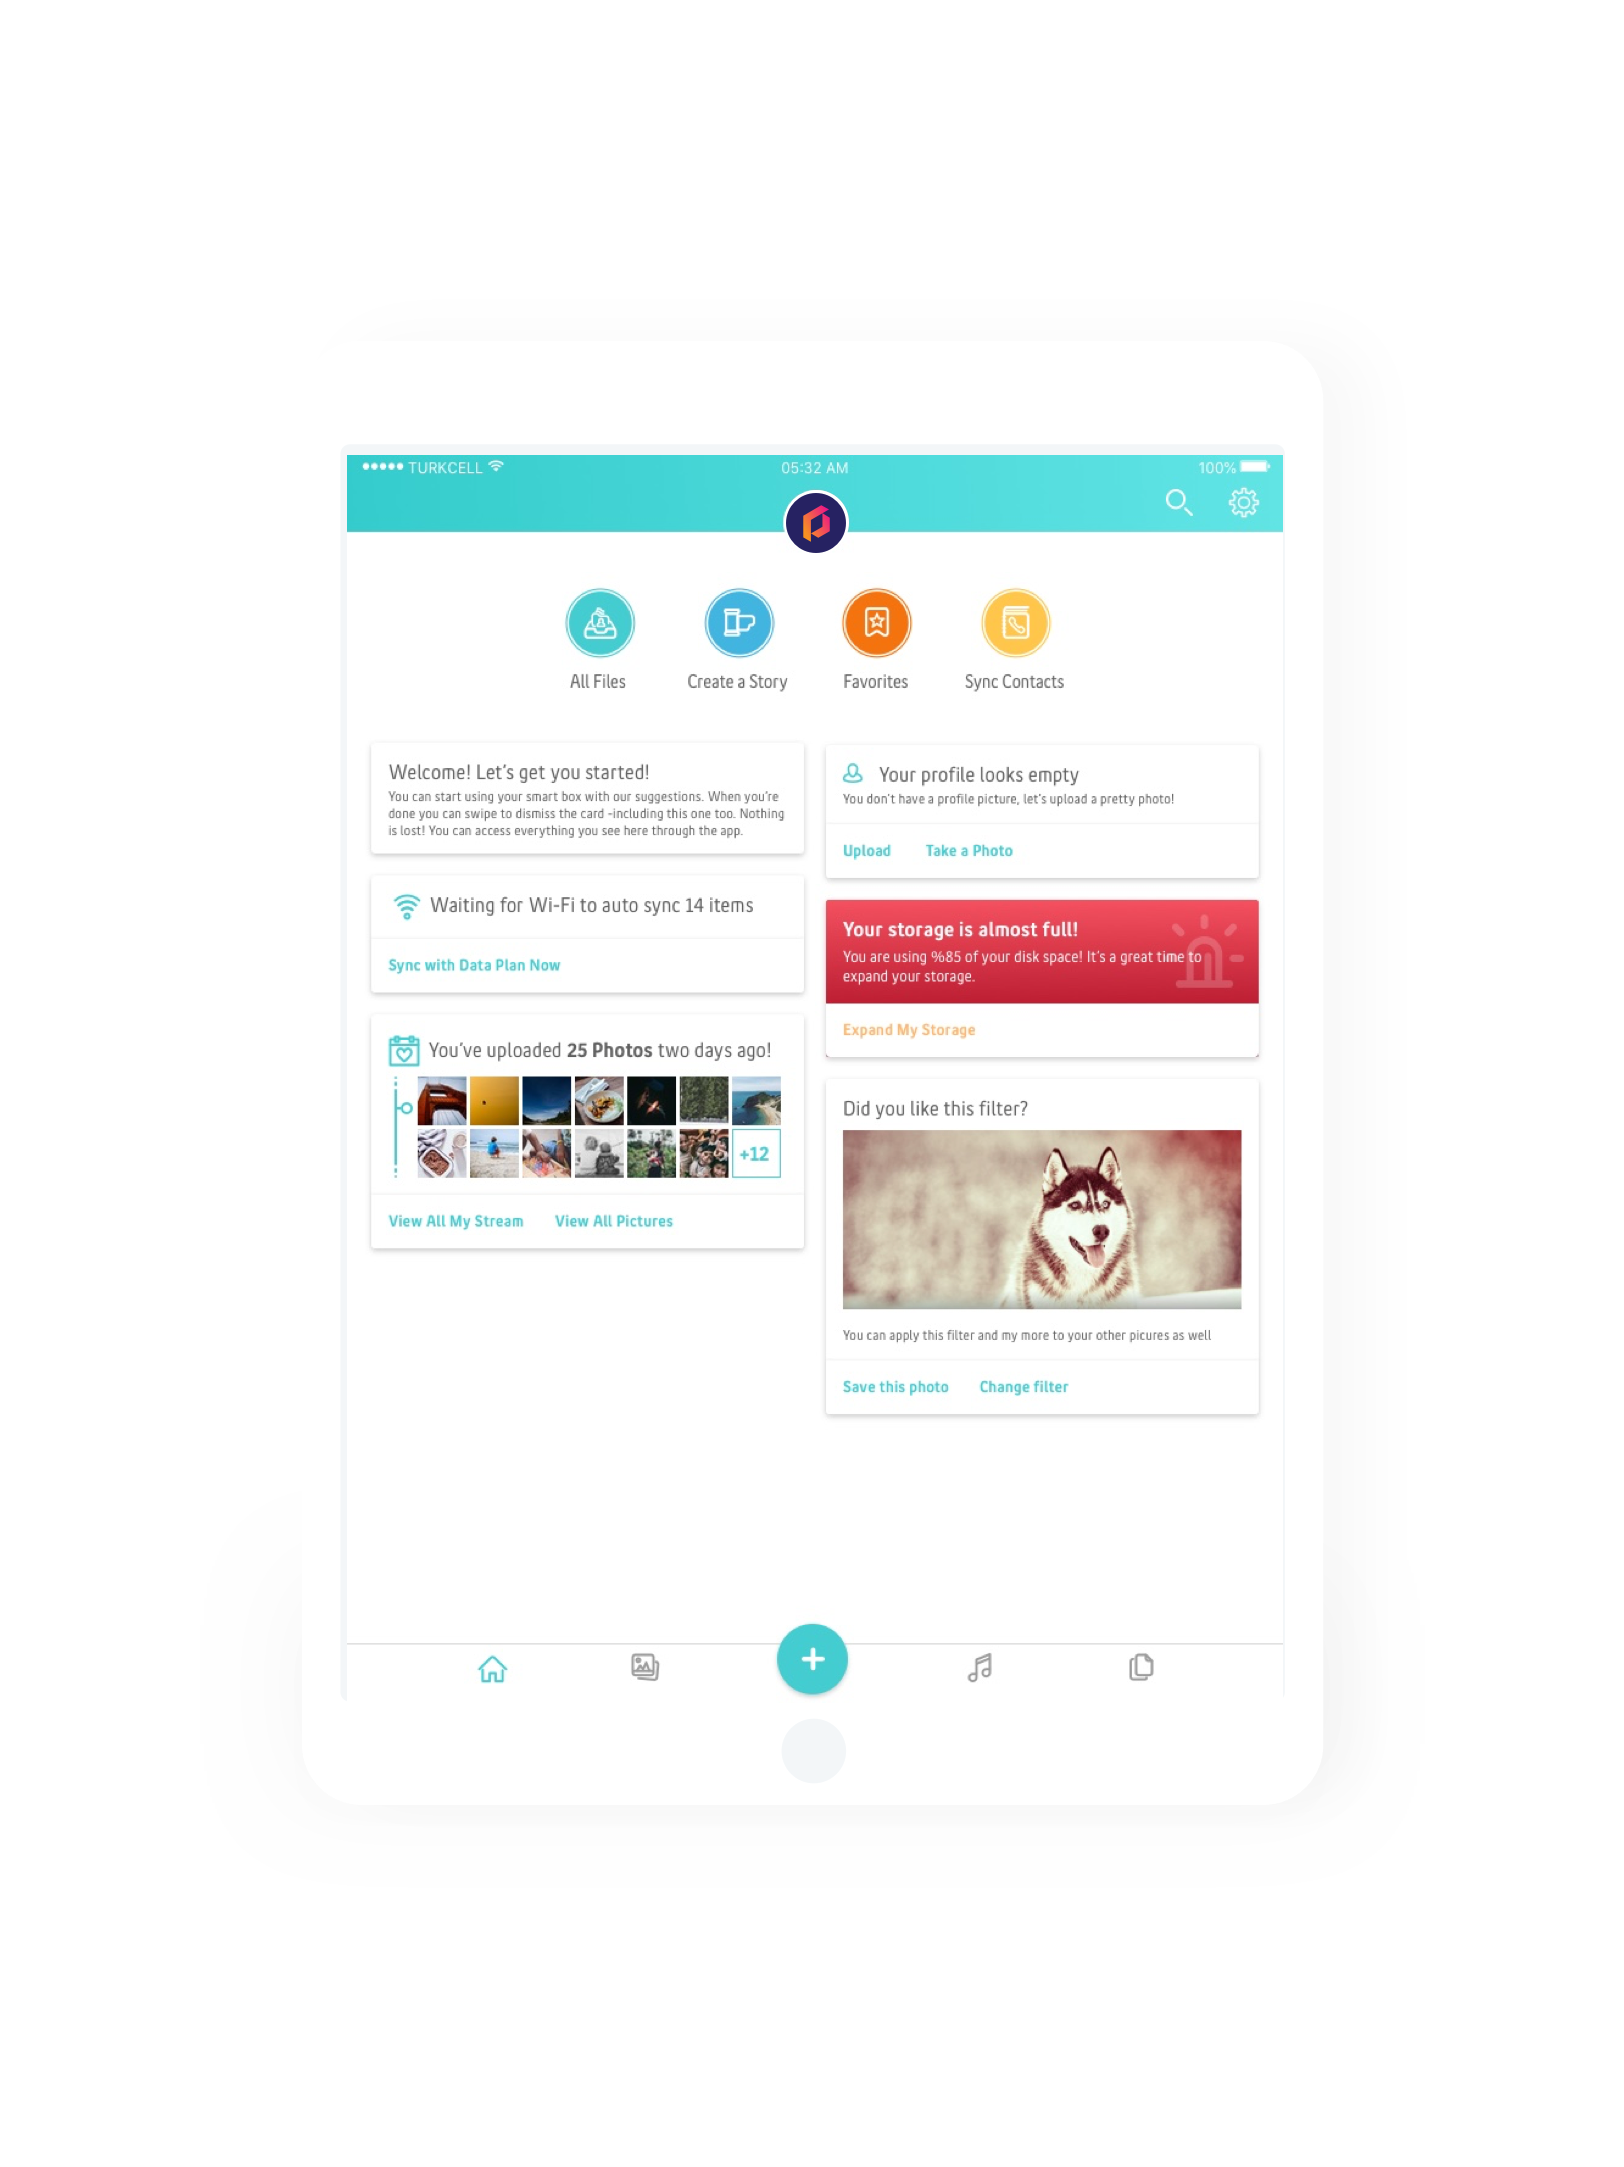 TURKCELL
05:32 AM
100%
All Files
Create a Story
Favorites
Sync Contacts
Welcome! Let's get you started!
You can start using your smart box with our suggestions. When you're
done you can swipe to dismiss the card -including this one too. Nothing
is lost! You can access everything you see here through the app.
Waiting for Wi-Fi to auto sync 14 items
Sync with Data Plan Now
You've uploaded 25 Photos two days ago!
+12
View All My Stream
View All Pictures
Your profile looks empty
You don't have a profile picture, let's upload a pretty photo!
Upload
Take a Photo
Your storage is almost full!
You are using %85 of your disk space! It's a great time to
expand your storage.
Expand My Storage
Did you like this filter?
You can apply this filter and my more to your other picures as well
Save this photo
Change filter